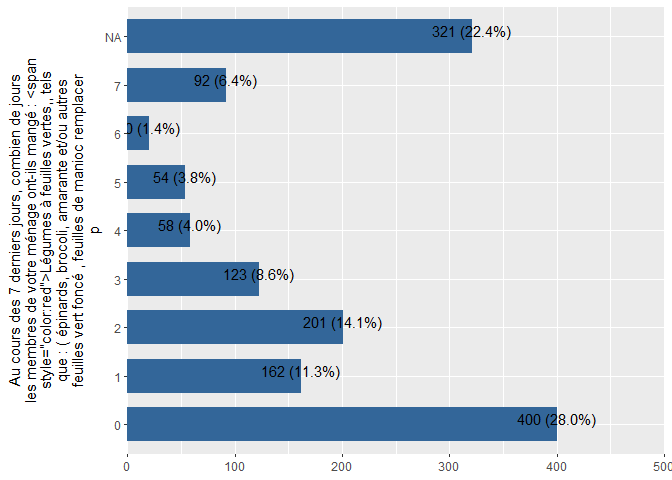 Au cours des 7 derniers jours, combien de jours
les membres de votre ménage ont-ils mangé : <span
style="color:red">Légumes à feuilles vertes,, tels
que : ( épinards, brocoli, amarante et/ou autres
feuilles vert foncé , feuilles de manioc remplacer
p
NA 321 (22.4%)
7 92 (6.4%)
6 0 (1.4%)
5 54 (3.8%)
4 58 (4.0%)
3 123 (8.6%)
2 201 (14.1%)
1 162 (11.3%)
0 400 (28.0%)
0 100 200 300 400 500